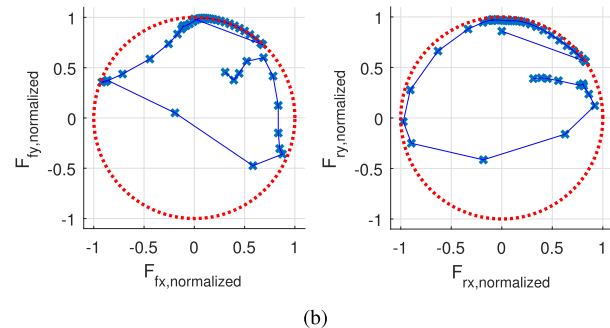 1
0.5
0
-0.5
-1
F_fy,normalized
-1 -0.5 0 0.5 1
F_fx,normalized
1
0.5
0
-0.5
-1
F_ry,normalized
-1 -0.5 0 0.5 1
F_rx,normalized
(b)